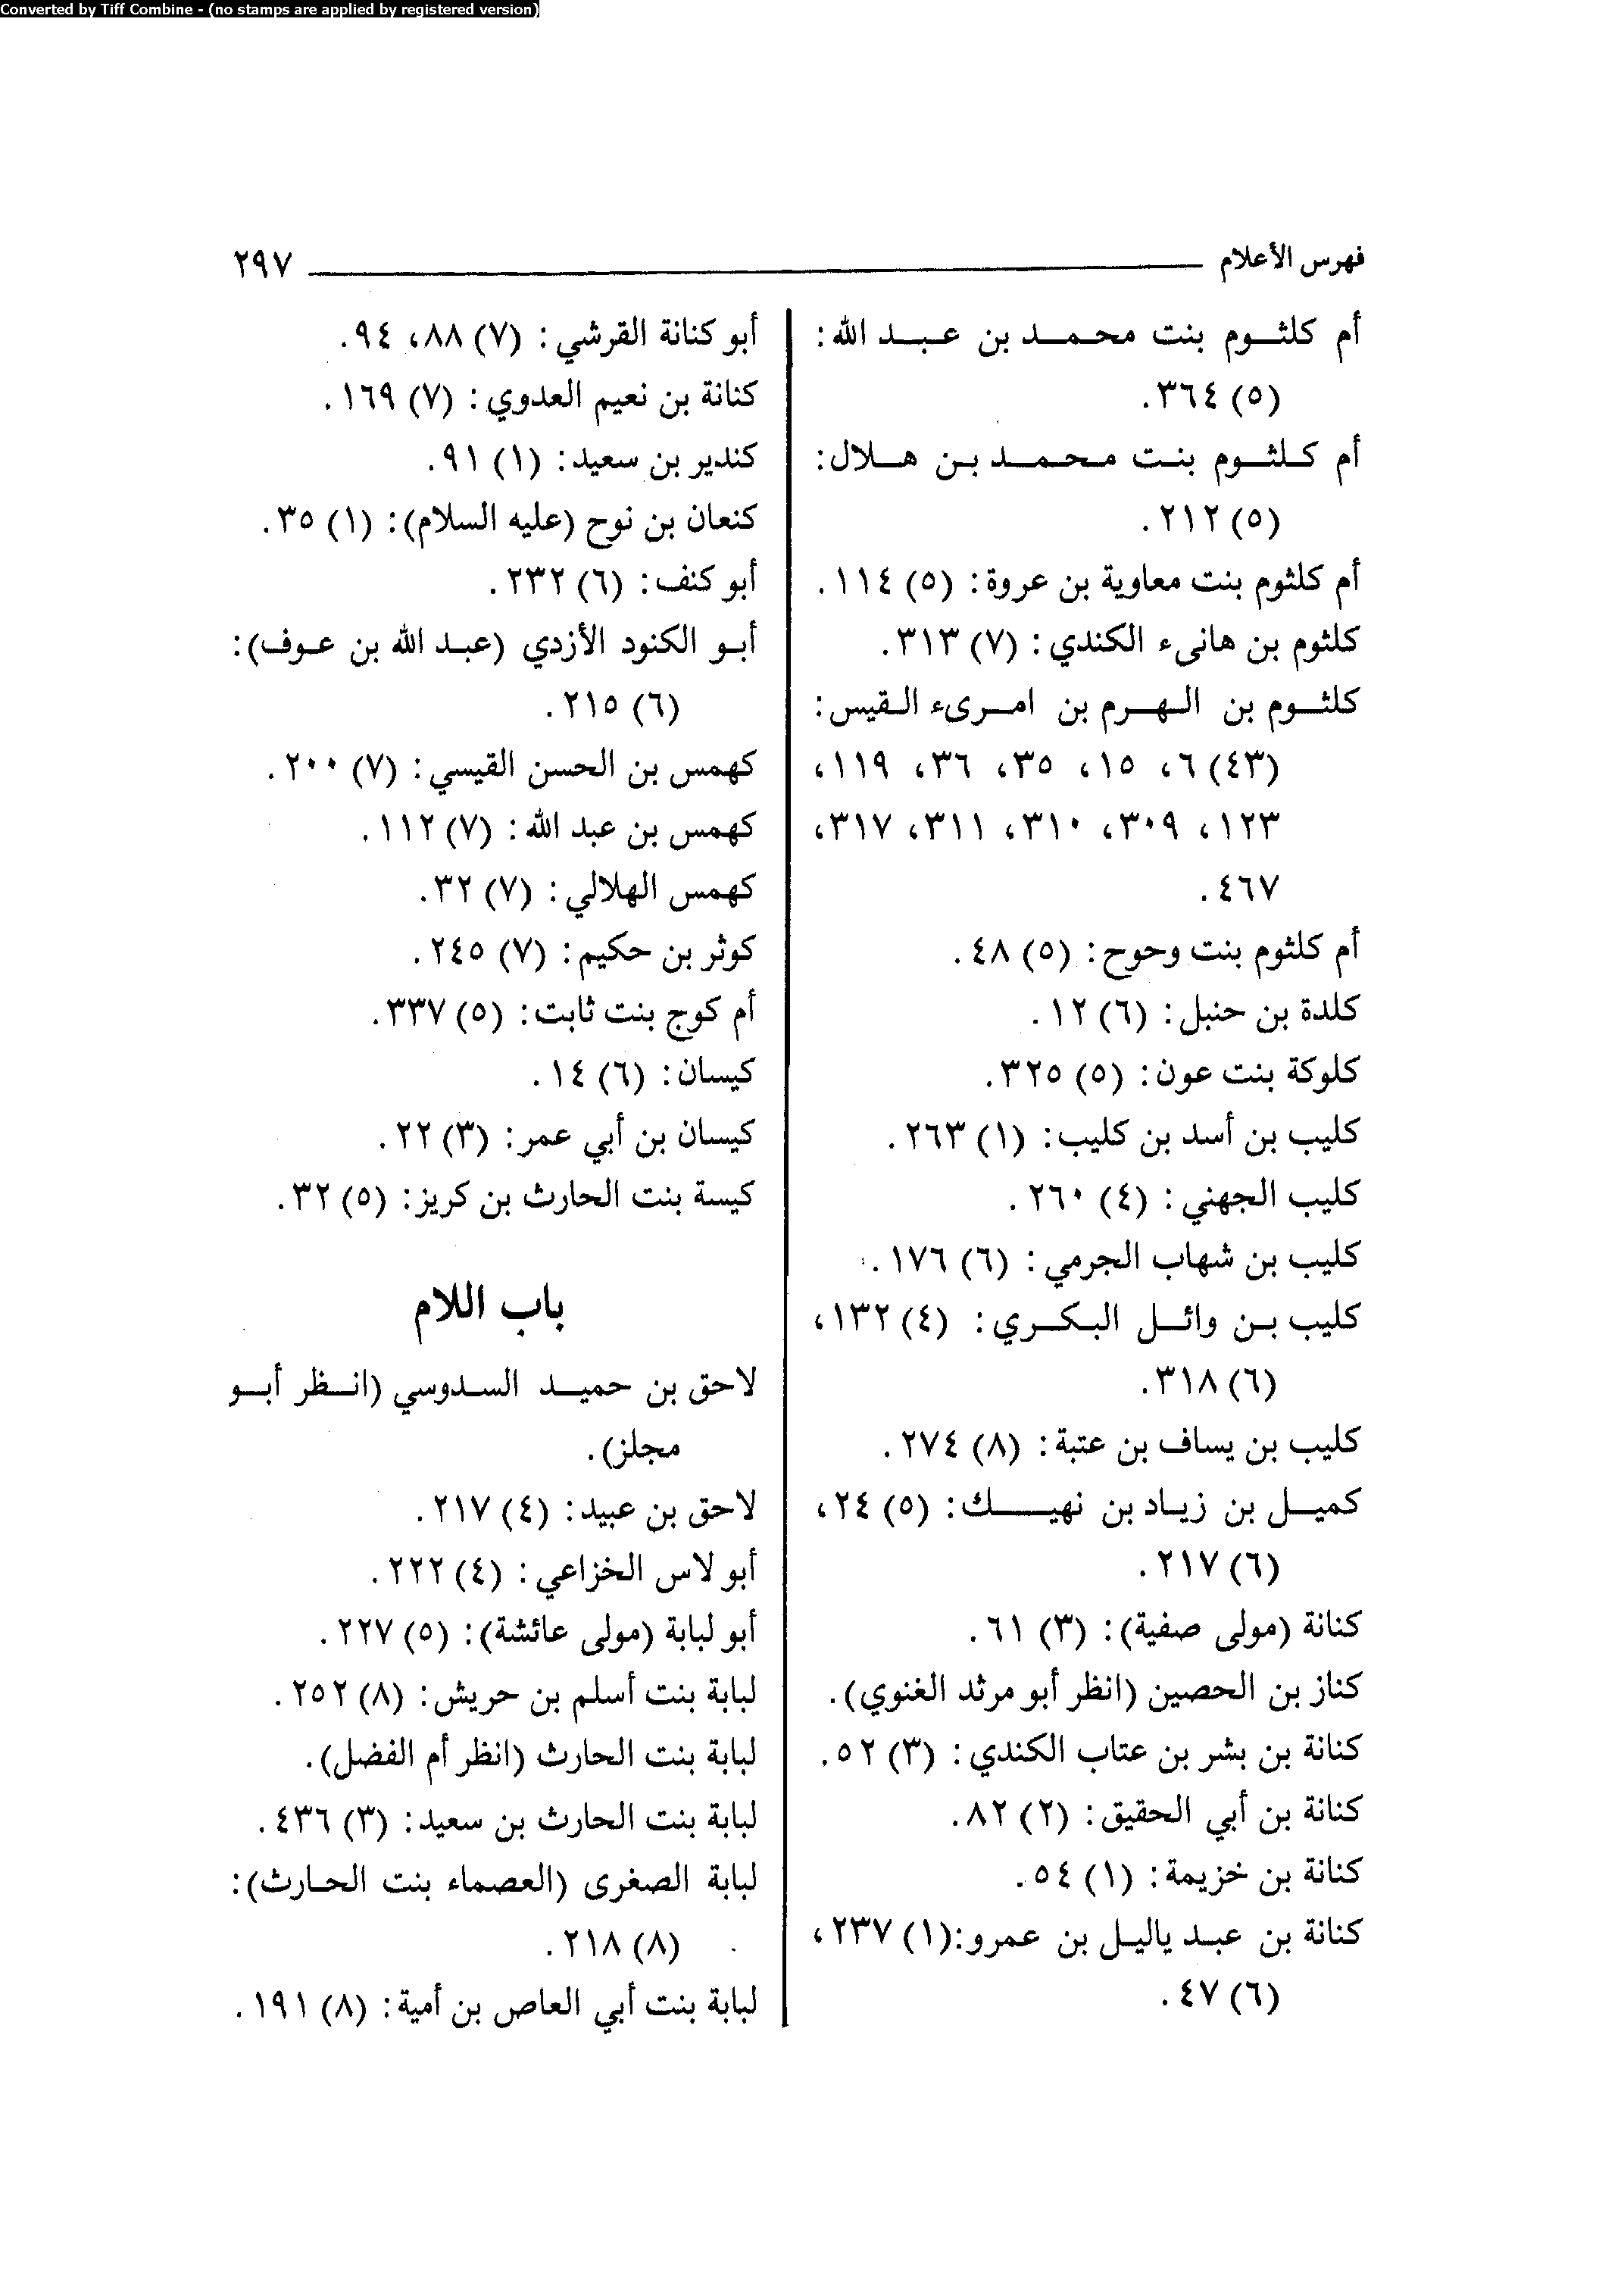 Converted by Tiff Combine - (no stamps are applied by registered version)
فهرس الأعلام ٢٩٧
أم كلثوم بنت محمد بن عبد الله:
(٥) ٣٦٤.
أم كلثوم بنت محمد بن هلال:
(٥) ٢١٢.
أم كلثوم بنت معاوية بن عروة: (٥) ١١٤.
كلثوم بن هانىء الكندي: (٧) ٣١٣.
كلثوم بن الهرم بن امرىء القيس:
(٤٣) ٦، ١٥، ٣٥، ٣٦، ١١٩،
١٢٣، ٣٠٩، ٣١٠، ٣١١، ٣١٧،
٤٦٧.
أم كلثوم بنت وحوح: (٥) ٤٨.
كلدة بن حنبل: (٦) ١٢.
كلوكة بنت عون: (٥) ٣٢٥.
كليب بن أسد بن كليب: (١) ٢٦٣.
كليب الجهني: (٤) ٢٦٠.
كليب بن شهاب الجرمي: (٦) ١٧٦.
كليب بن وائل البكري: (٤) ١٣٢،
(٦) ٣١٨.
كليب بن يساف بن عتبة: (٨) ٢٧٤.
كميل بن زياد بن نهيك: (٥) ٢٤،
(٦) ٢١٧.
كنانة (مولى صفية): (٣) ٦١.
كناز بن الحصين (انظر أبو مرثد الغنوي).
كنانة بن بشر بن عتاب الكندي: (٣) ٥٢.
كنانة بن أبي الحقيق: (٢) ٨٢.
كنانة بن خزيمة: (١) ٥٤.
كنانة بن عبد ياليل بن عمرو:(١) ٢٣٧،
(٦) ٤٧.
أبو كنانة القرشي: (٧) ٨٨، ٩٤.
كنانة بن نعيم العدوي: (٧) ١٦٩.
كندير بن سعيد: (١) ٩١.
كنعان بن نوح (عليه السلام): (١) ٣٥.
أبو كنف: (٦) ٢٣٢.
أبو الكنود الأزدي (عبد الله بن عوف):
(٦) ٢١٥.
كهمس بن الحسن القيسي: (٧) ٢٠٠.
كهمس بن عبد الله: (٧) ١١٢.
كهمس الهلالي: (٧) ٣٢.
كوثر بن حكيم: (٧) ٢٤٥.
أم كوج بنت ثابت: (٥) ٣٣٧.
كيسان: (٦) ١٤.
كيسان بن أبي عمر: (٣) ٢٢.
كيسة بنت الحارث بن كريز: (٥) ٣٢.
باب اللام
لاحق بن حميد السدوسي (انظر أبو
مجلز).
لاحق بن عبيد: (٤) ٢١٧.
أبو لاس الخزاعي: (٤) ٢٢٢.
أبو لبابة (مولى عائشة): (٥) ٢٢٧.
لبابة بنت أسلم بن حريش: (٨) ٢٥٢.
لبابة بنت الحارث (انظر أم الفضل).
لبابة بنت الحارث بن سعيد: (٣) ٤٣٦.
لبابة الصغرى (العصماء بنت الحارث):
(٨) ٢١٨.
لبابة بنت أبي العاص بن أمية: (٨) ١٩١.